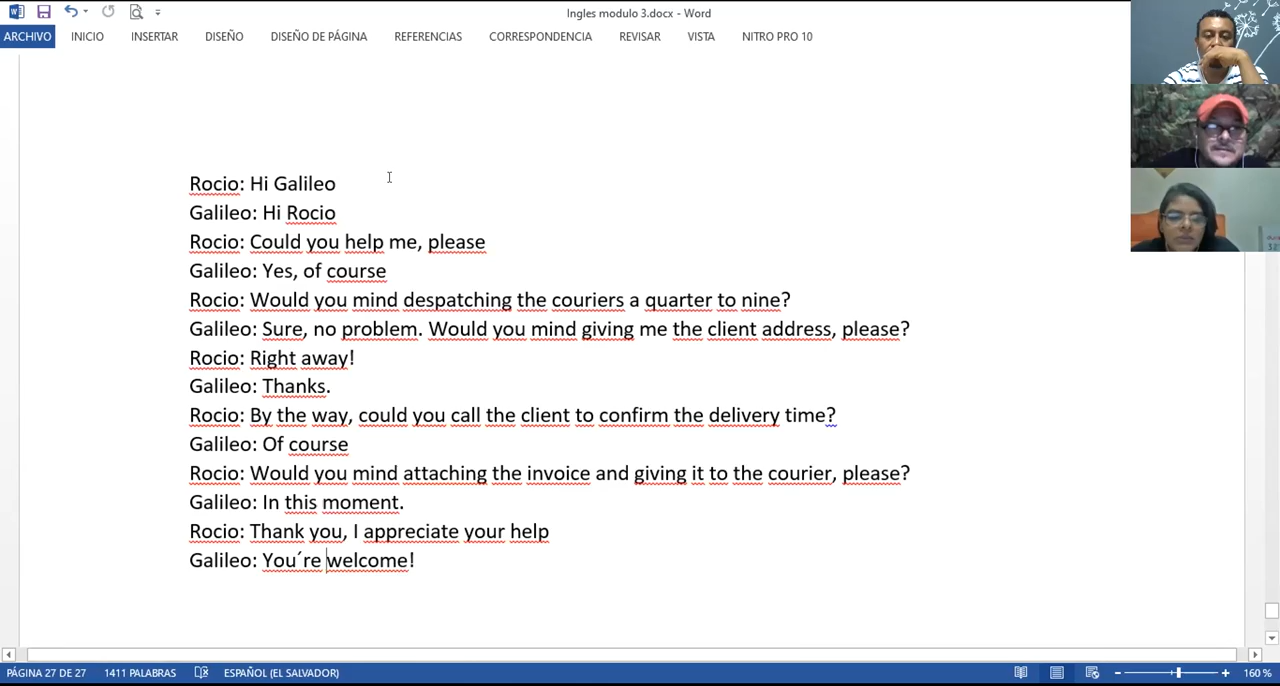 Ingles modulo 3.docx - Word
ARCHIVO INICIO INSERTAR DISEÑO DISEÑO DE PÁGINA REFERENCIAS CORRESPONDENCIA REVISAR VISTA NITRO PRO 10
Rocio: Hi Galileo
Galileo: Hi Rocio
Rocio: Could you help me, please
Galileo: Yes, of course
Rocio: Would you mind despatching the couriers a quarter to nine?
Galileo: Sure, no problem. Would you mind giving me the client address, please?
Rocio: Right away!
Galileo: Thanks.
Rocio: By the way, could you call the client to confirm the delivery time?
Galileo: Of course
Rocio: Would you mind attaching the invoice and giving it to the courier, please?
Galileo: In this moment.
Rocio: Thank you, I appreciate your help
Galileo: You´re welcome!
PÁGINA 27 DE 27 1411 PALABRAS ESPAÑOL (EL SALVADOR) 160 %